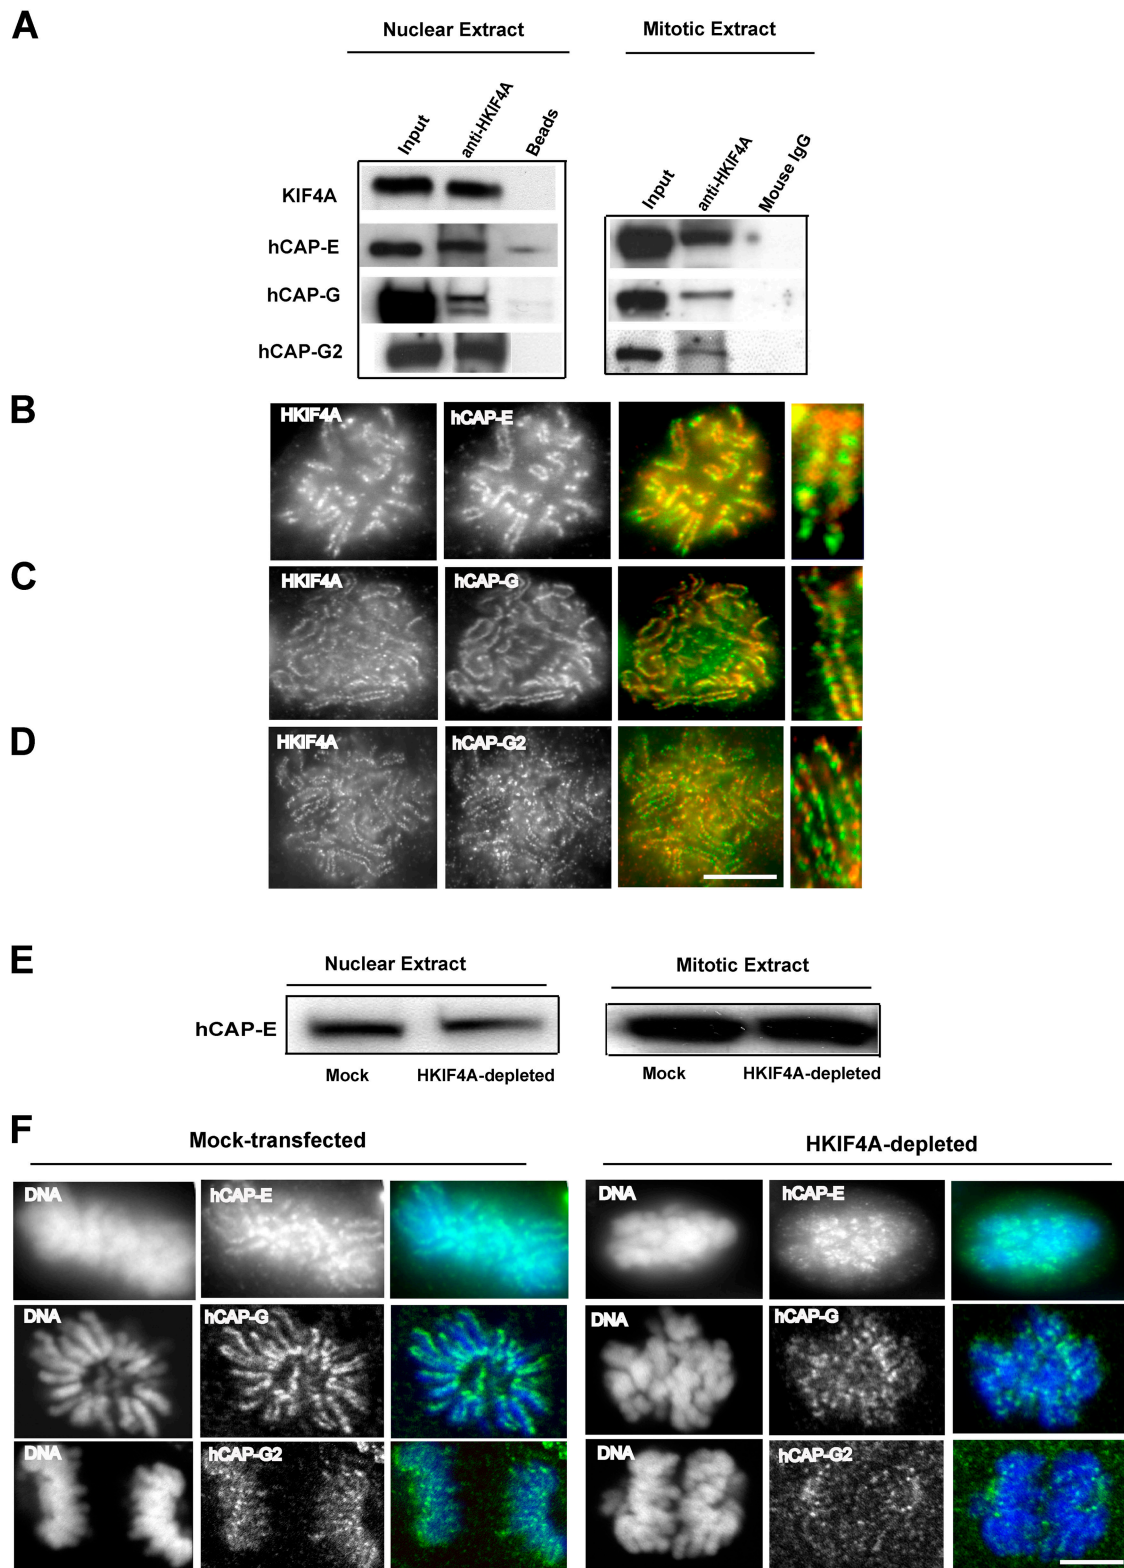 A
Nuclear Extract
Mitotic Extract
Input
anti-HKIF4A
Beads
Input
anti-HKIF4A
Mouse IgG
KIF4A
hCAP-E
hCAP-G
hCAP-G2
B
HKIF4A
hCAP-E
C
HKIF4A
hCAP-G
D
HKIF4A
hCAP-G2
E
Nuclear Extract
Mitotic Extract
hCAP-E
Mock
HKIF4A-depleted
Mock
HKIF4A-depleted
F
Mock-transfected
HKIF4A-depleted
DNA
hCAP-E
DNA
hCAP-E
DNA
hCAP-G
DNA
hCAP-G
DNA
hCAP-G2
DNA
hCAP-G2